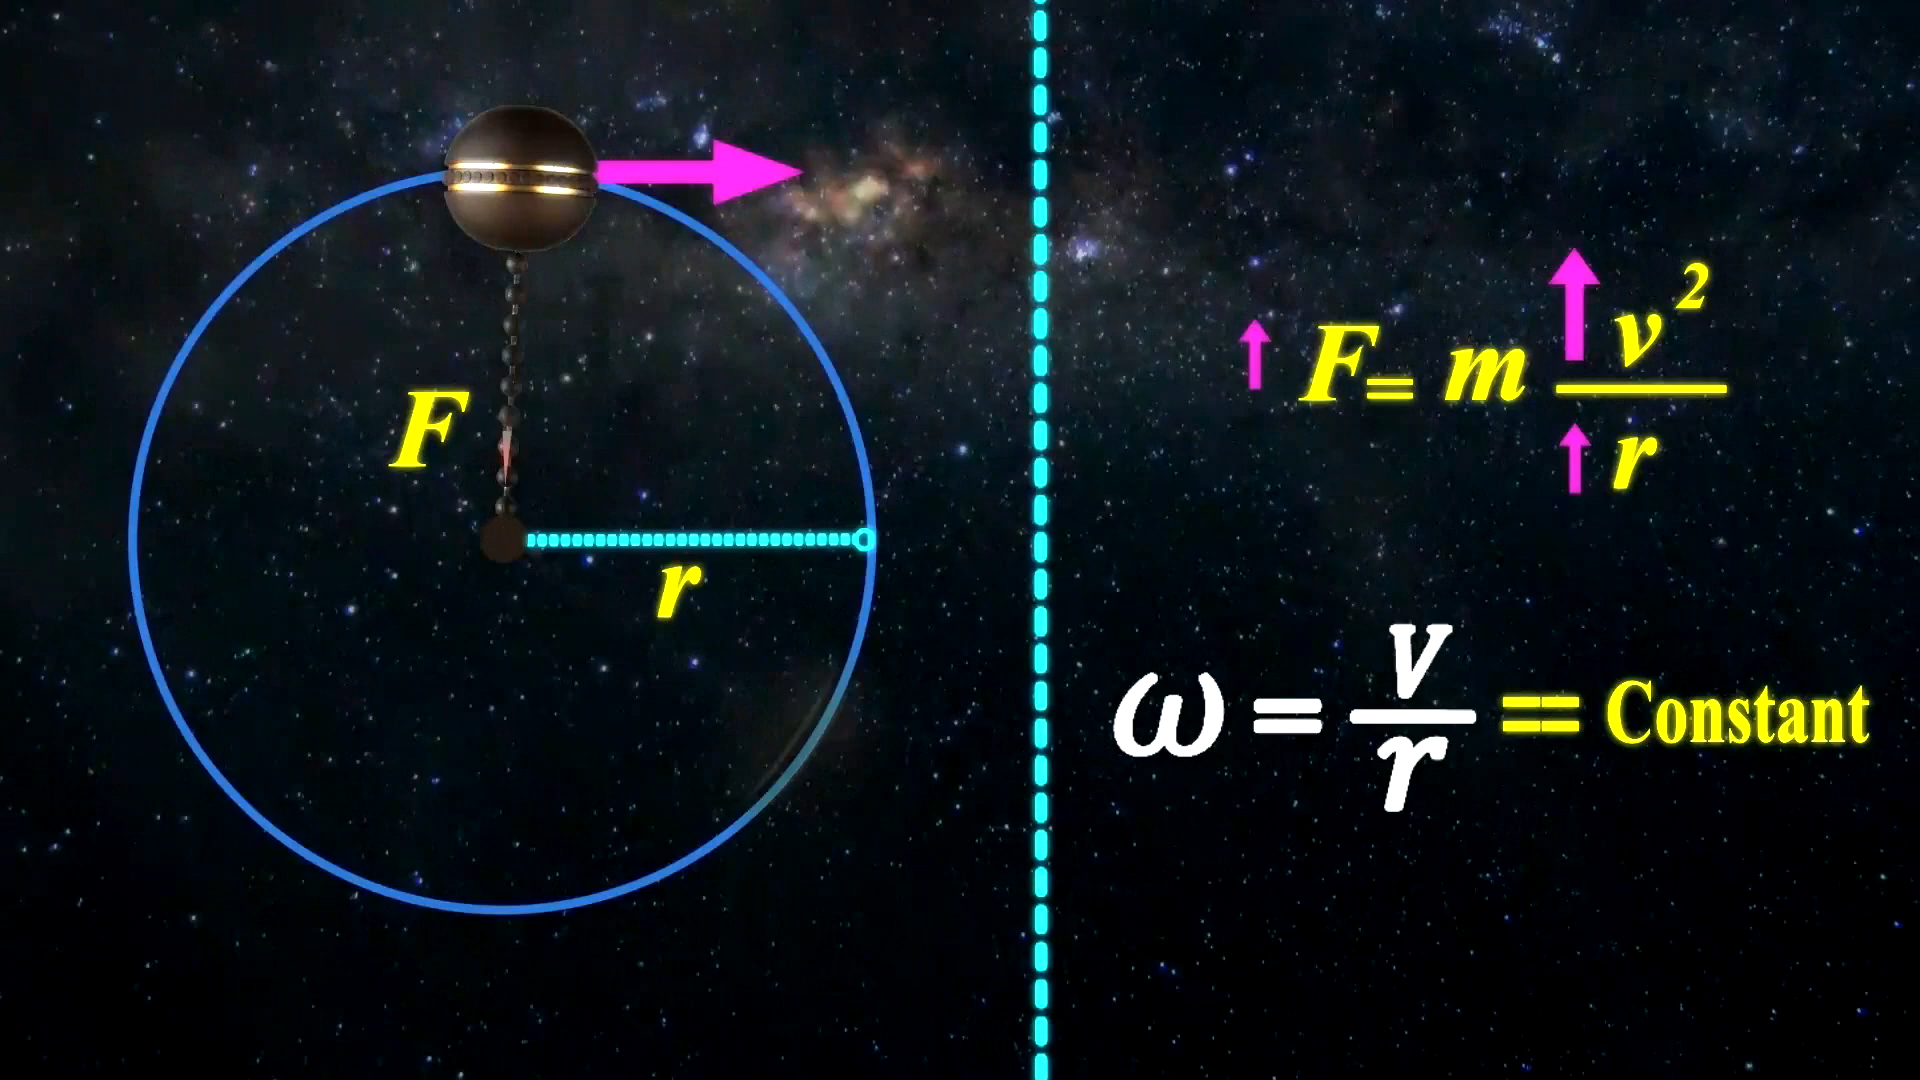 F
r
F = m v² / r
ω = v / r = Constant